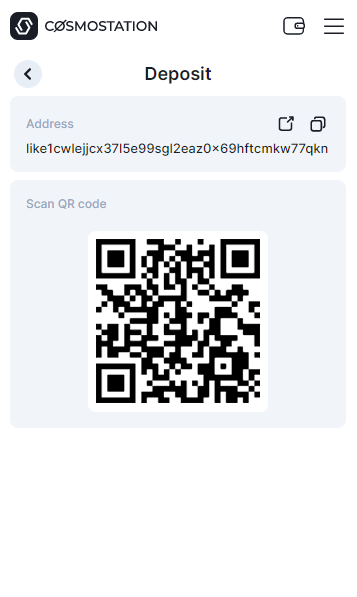 CØSMOSTATION
Deposit
Address
like1cwlejjcx37l5e99sgl2eaz0x69hftcmkw77qkn
Scan QR code